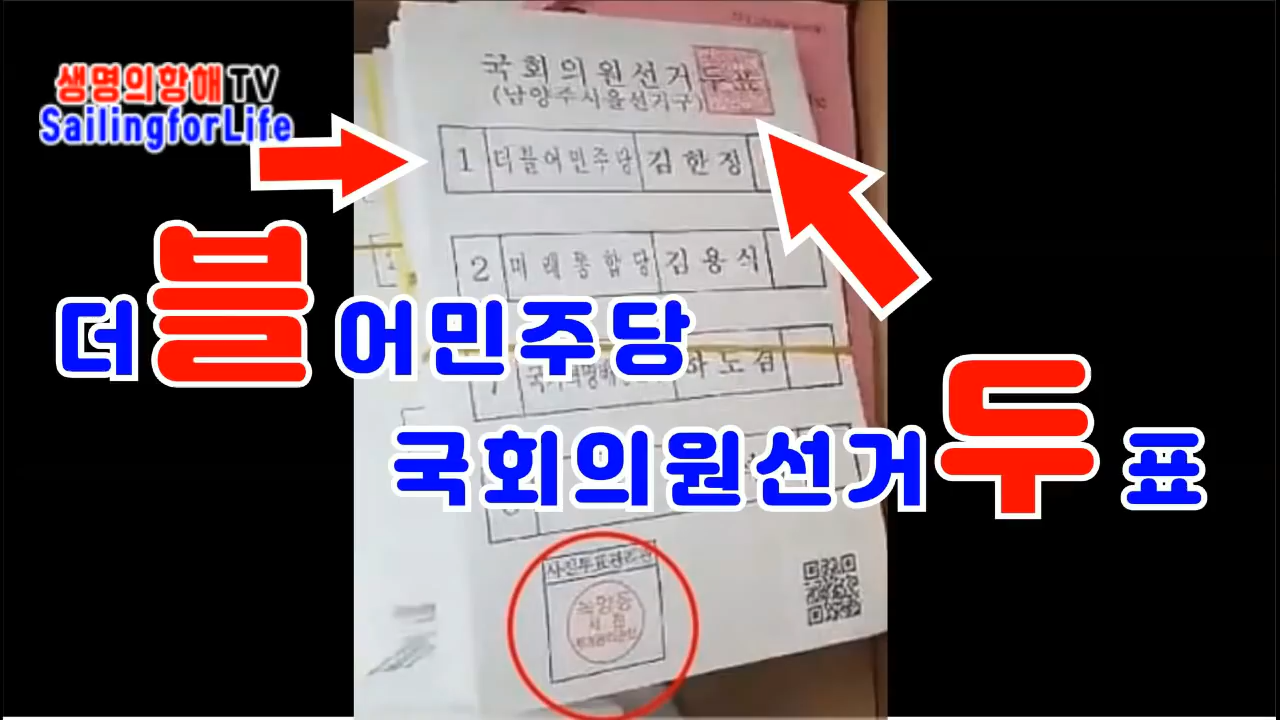 생명의항해TV
SailingforLife
국회의원선거두표
(남양주시을선기구)
1 더블어민주당 김한정
2 미래통합당 김용식
더블어민주당
7 하도겸
국회의원선거두표
사전투표관리관